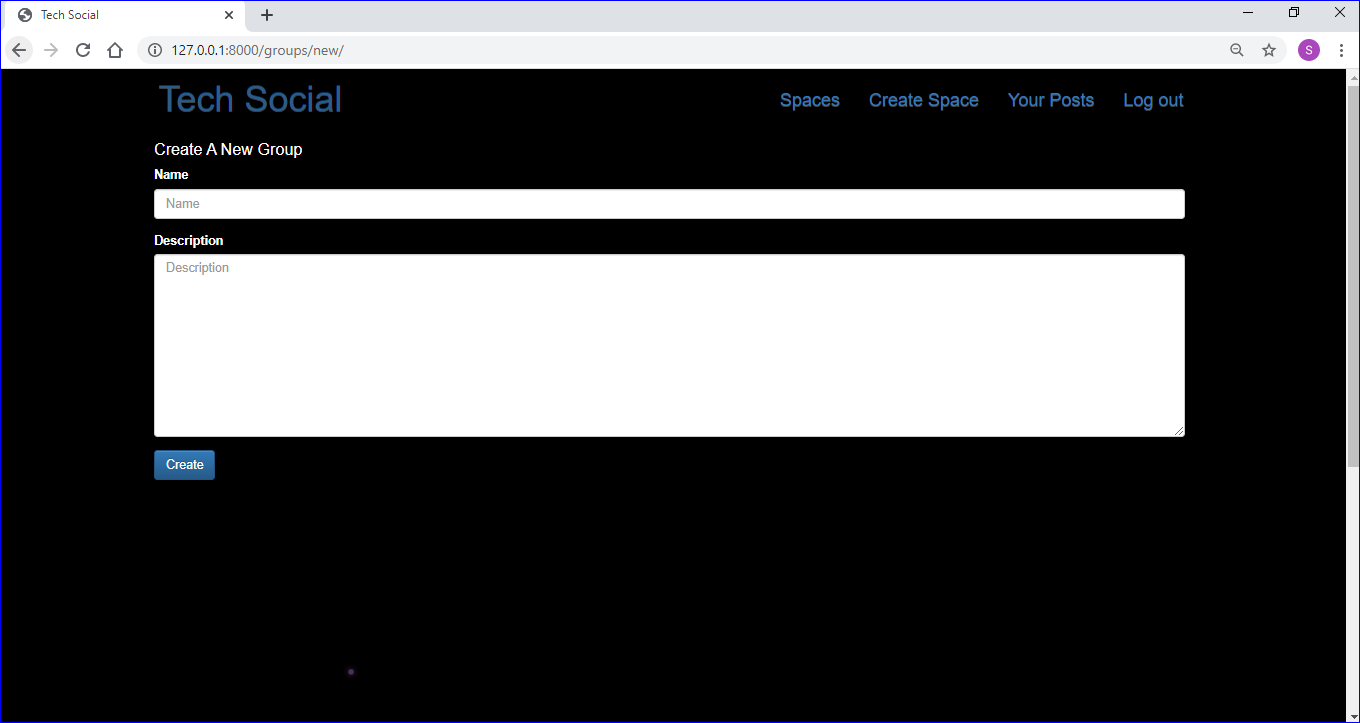 Tech Social
127.0.0.1:8000/groups/new/
S
Tech Social
Spaces Create Space Your Posts Log out
Create A New Group
Name
Name
Description
Description
Create